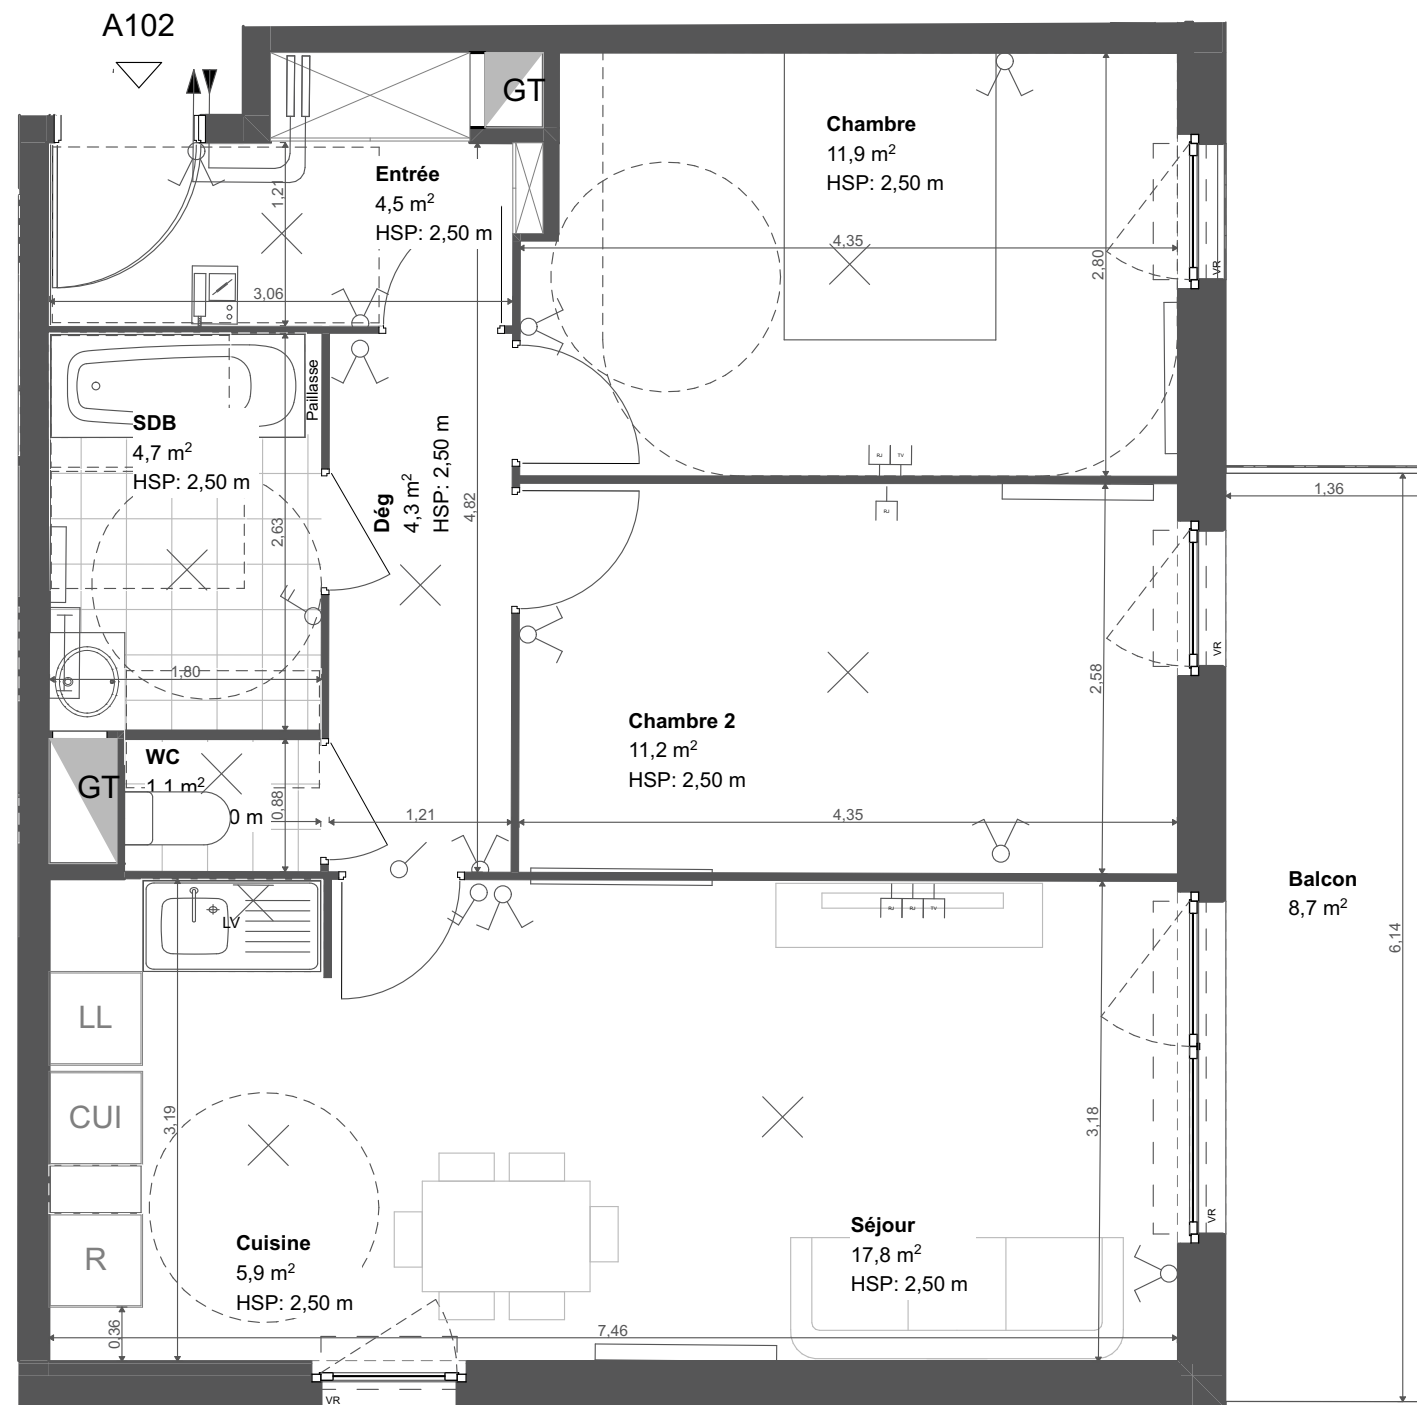 A102
GT
Chambre
11,9 m²
HSP: 2,50 m
Entrée
4,5 m²
HSP: 2,50 m
1,21
3,06
4,35
2,80
VR
Paillasse
SDB
4,7 m²
HSP: 2,50 m
Dég
4,3 m²
HSP: 2,50 m
4,82
2,63
1,80
RJ
TV
RJ
1,36
VR
2,58
Chambre 2
11,2 m²
HSP: 2,50 m
WC
1,1 m²
0 m
GT
0,88
1,21
4,35
Balcon
8,7 m²
6,14
LV
RJ
RJ
TV
LL
CUI
R
3,19
3,18
Cuisine
5,9 m²
HSP: 2,50 m
Séjour
17,8 m²
HSP: 2,50 m
VR
0,36
7,46
VR